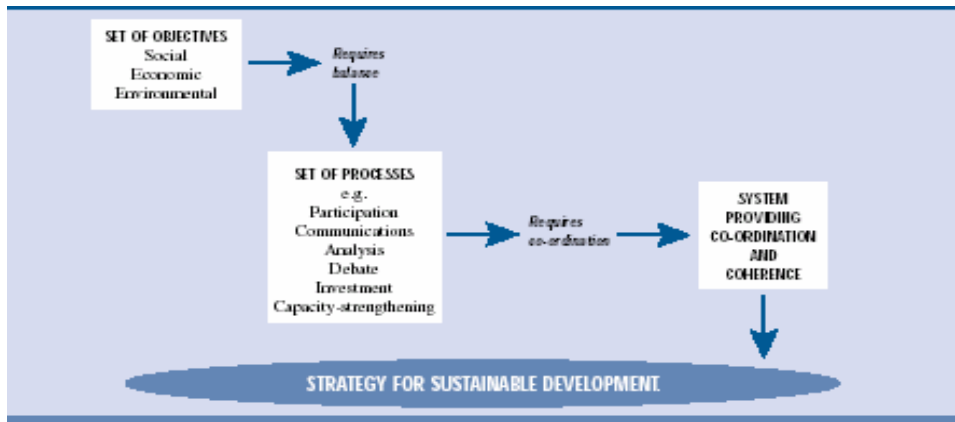 SET OF OBJECTIVES
Social
Economic
Environmental
Requires
balance
SET OF PROCESSES
e.g.
Participation
Communications
Analysis
Debate
Investment
Capacity-strengthening
Requires
co-ordination
SYSTEM
PROVIDING
CO-ORDINATION
AND
COHERENCE
STRATEGY FOR SUSTAINABLE DEVELOPMENT